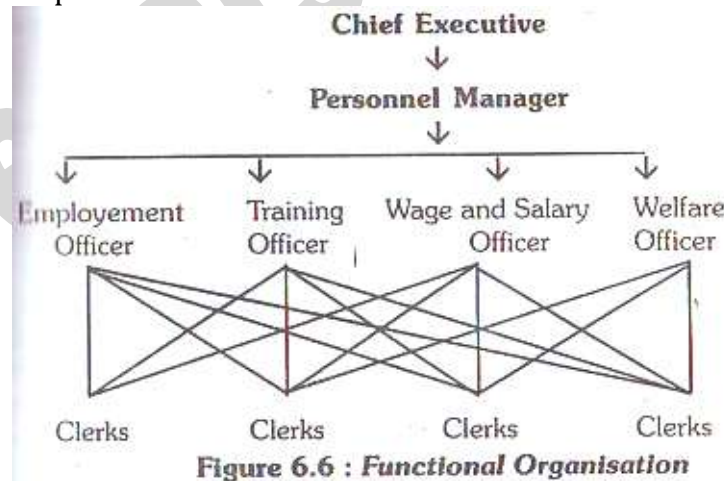 Chief Executive
Personnel Manager
Employement Officer
Training Officer
Wage and Salary Officer
Welfare Officer
Clerks
Clerks
Clerks
Clerks
Figure 6.6 : Functional Organisation